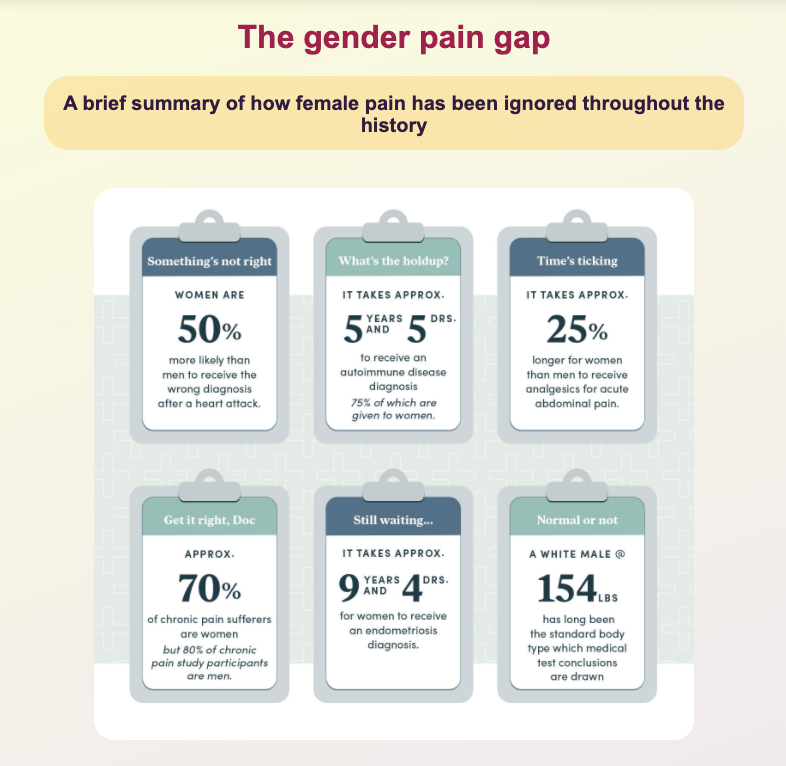 The gender pain gap
A brief summary of how female pain has been ignored throughout the
history
Something's not right
WOMEN ARE
50%
more likely than
men to receive the
wrong diagnosis
after a heart attack.
What's the holdup?
IT TAKES APPROX.
5 YEARS AND 5 DRS.
to receive an
autoimmune disease
diagnosis
75% of which are
given to women.
Time's ticking
IT TAKES APPROX.
25%
longer for women
than men to receive
analgesics for acute
abdominal pain.
Get it right, Doc
APPROX.
70%
of chronic pain sufferers
are women
but 80% of chronic
pain study participants
are men.
Still waiting...
IT TAKES APPROX.
9 YEARS AND 4 DRS.
for women to receive
an endometriosis
diagnosis.
Normal or not
A WHITE MALE @
154 LBS
has long been
the standard body
type which medical
test conclusions
are drawn